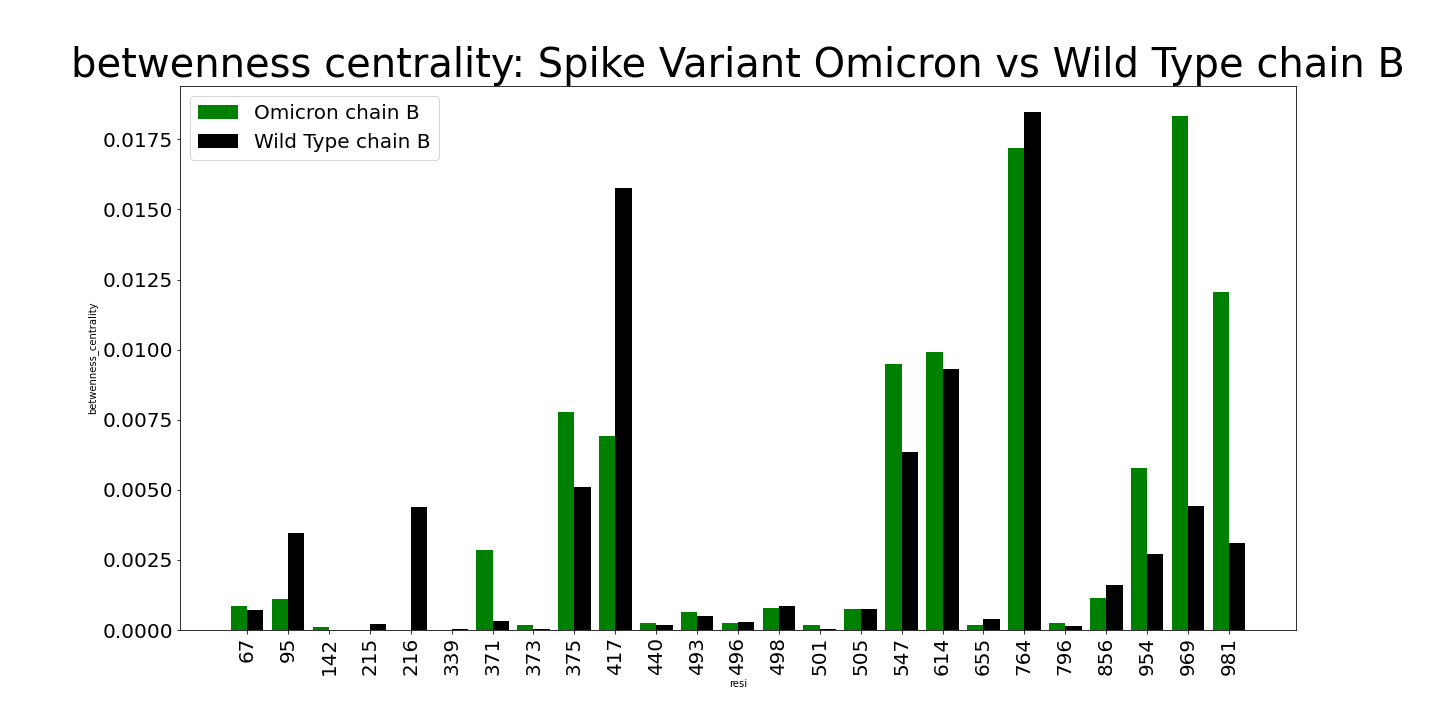 betwenness centrality: Spike Variant Omicron vs Wild Type chain B
Omicron chain B
Wild Type chain B
0.0175
0.0150
0.0125
0.0100
0.0075
0.0050
0.0025
0.0000
betwenness_centrality
67 95 142 215 216 339 371 373 375 417 440 493 496 498 501 505 547 614 655 764 796 856 954 969 981
resi